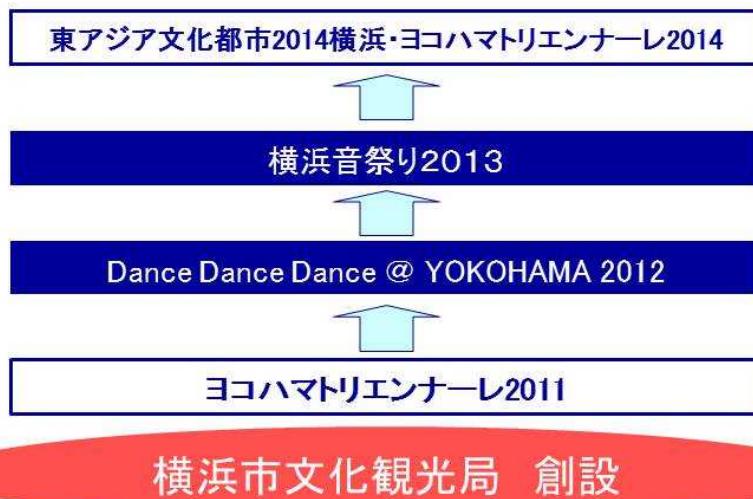 東アジア文化都市2014横浜・ヨコハマトリエンナーレ2014
横浜音祭り2013
Dance Dance Dance @ YOKOHAMA 2012
ヨコハマトリエンナーレ2011
横浜市文化観光局　創設